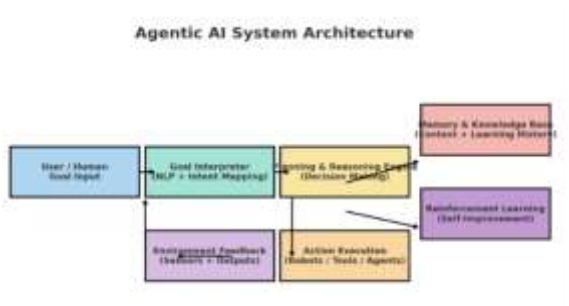 Agentic AI System Architecture
Memory & Knowledge Base
(Context + Learning History)
User / Human
Goal Input
Goal Interpreter
(NLP + Intent Mapping)
Planning & Reasoning Engine
(Decision Making)
Reinforcement Learning
(Self-Improvement)
Environment Feedback
(Sensors + Outputs)
Action Execution
(Robots / Tools / Agents)